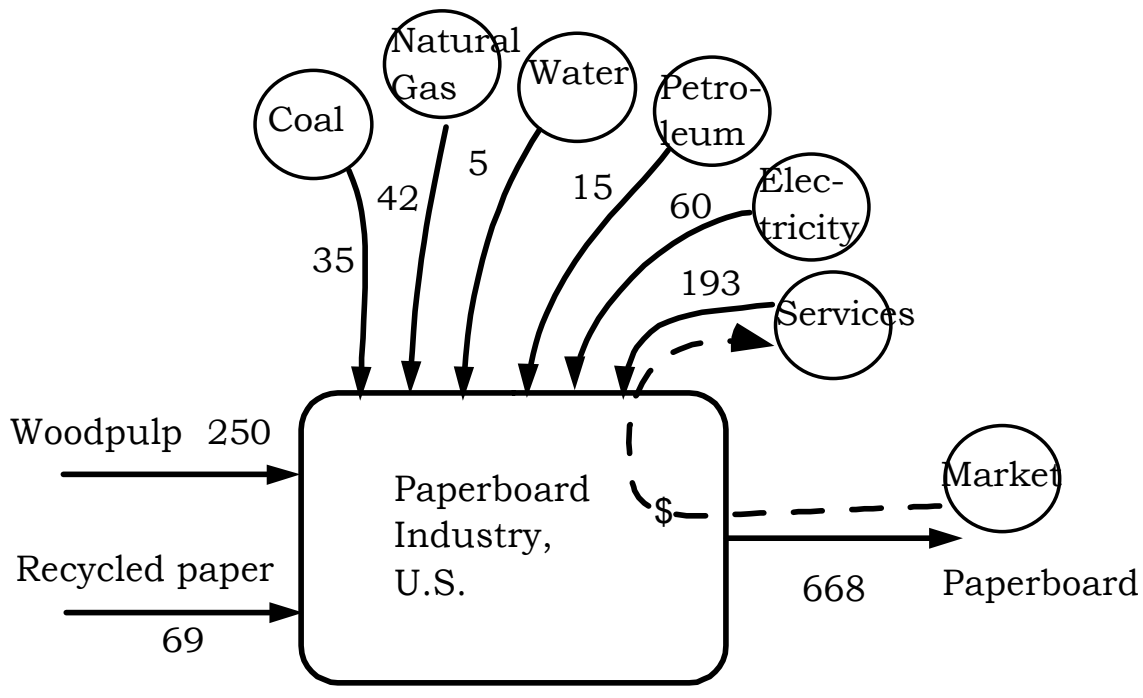 Natural
Gas
Water
Petro-
leum
Coal
5
42
15
60
Elec-
tricity
35
193
Services
Woodpulp 250
Market
Paperboard
Industry,
U.S.
$
Recycled paper
668
Paperboard
69